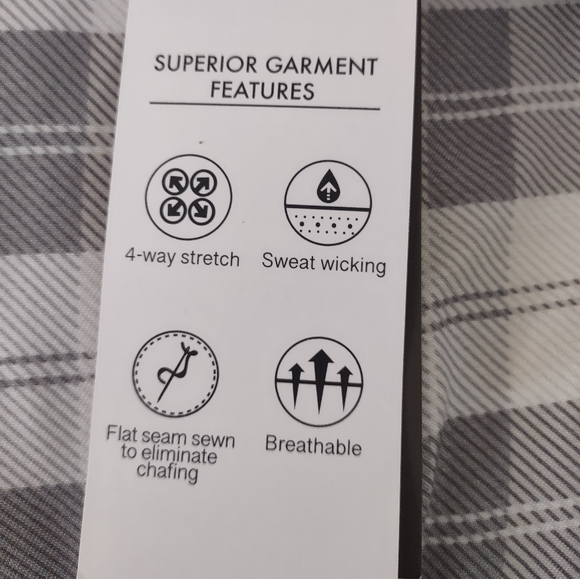 SUPERIOR GARMENT
FEATURES
4-way stretch
Sweat wicking
Flat seam sewn
to eliminate
chafing
Breathable